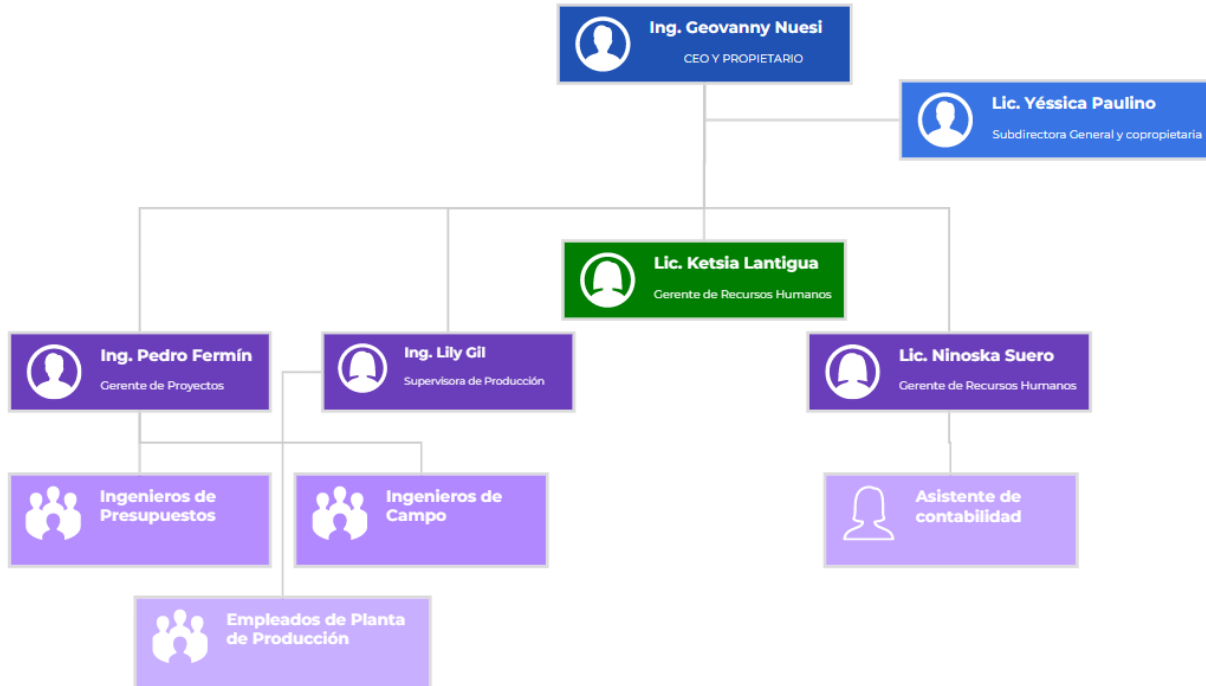 Ing. Geovanny Nuesi
CEO Y PROPIETARIO
Lic. Yéssica Paulino
Subdirectora General y copropietaria
Lic. Ketsia Lantigua
Gerente de Recursos Humanos
Ing. Pedro Fermín
Gerente de Proyectos
Ing. Lily Gil
Supervisora de Producción
Lic. Ninoska Suero
Gerente de Recursos Humanos
Ingenieros de
Presupuestos
Ingenieros de
Campo
Asistente de
contabilidad
Empleados de Planta
de Producción